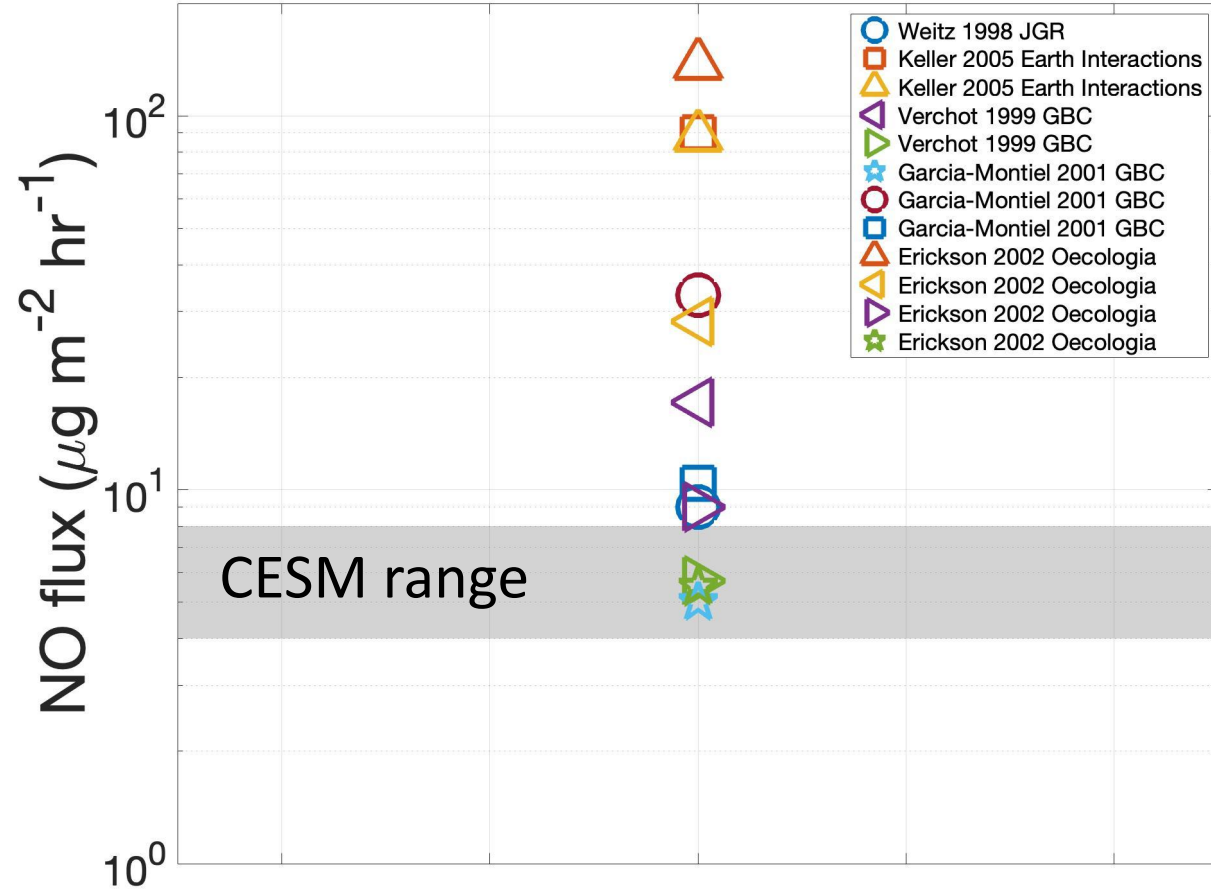 NO flux (μg m⁻² hr⁻¹)
10²
10¹
10⁰
Weitz 1998 JGR
Keller 2005 Earth Interactions
Keller 2005 Earth Interactions
Verchot 1999 GBC
Verchot 1999 GBC
Garcia-Montiel 2001 GBC
Garcia-Montiel 2001 GBC
Garcia-Montiel 2001 GBC
Erickson 2002 Oecologia
Erickson 2002 Oecologia
Erickson 2002 Oecologia
Erickson 2002 Oecologia
CESM range